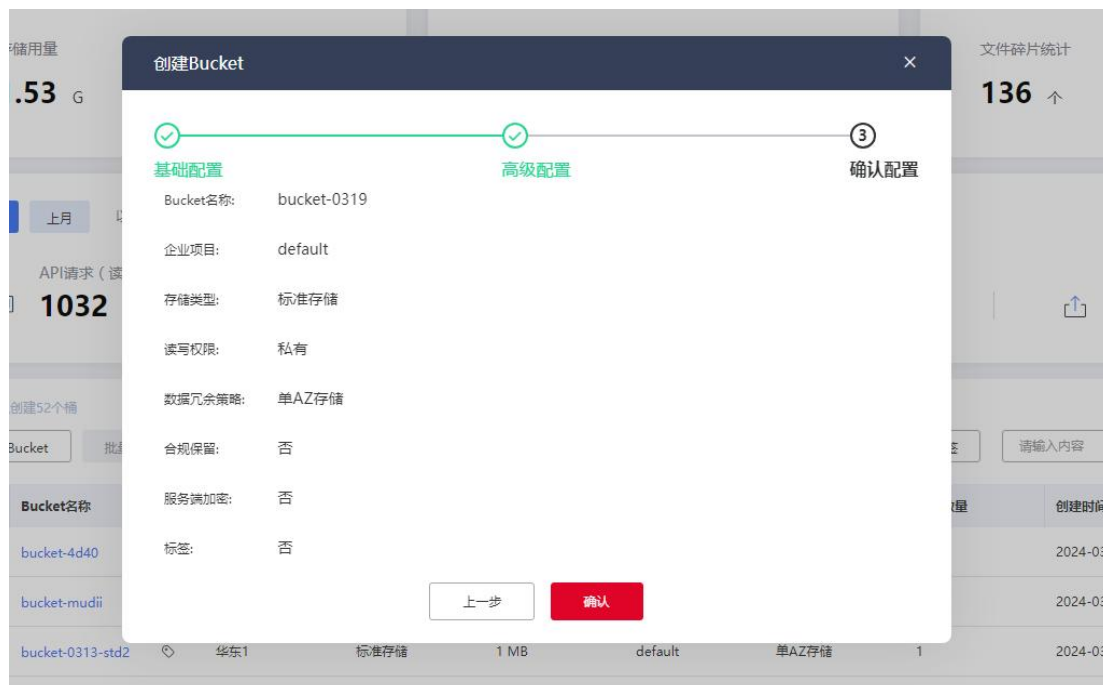 储用量
创建Bucket
文件碎片统计
.53 G
136 个
3
基础配置
高级配置
确认配置
Bucket名称: bucket-0319
上月
企业项目: default
API请求（读
1032
存储类型: 标准存储
读写权限: 私有
数据冗余策略: 单AZ存储
创建52个桶
合规保留: 否
Bucket
请输入内容
服务端加密: 否
Bucket名称
量
创建时间
标签: 否
bucket-4d40
2024-03
上一步
确认
bucket-mudii
2024-03
bucket-0313-std2 华东1 标准存储 1 MB default 单AZ存储 1 2024-03